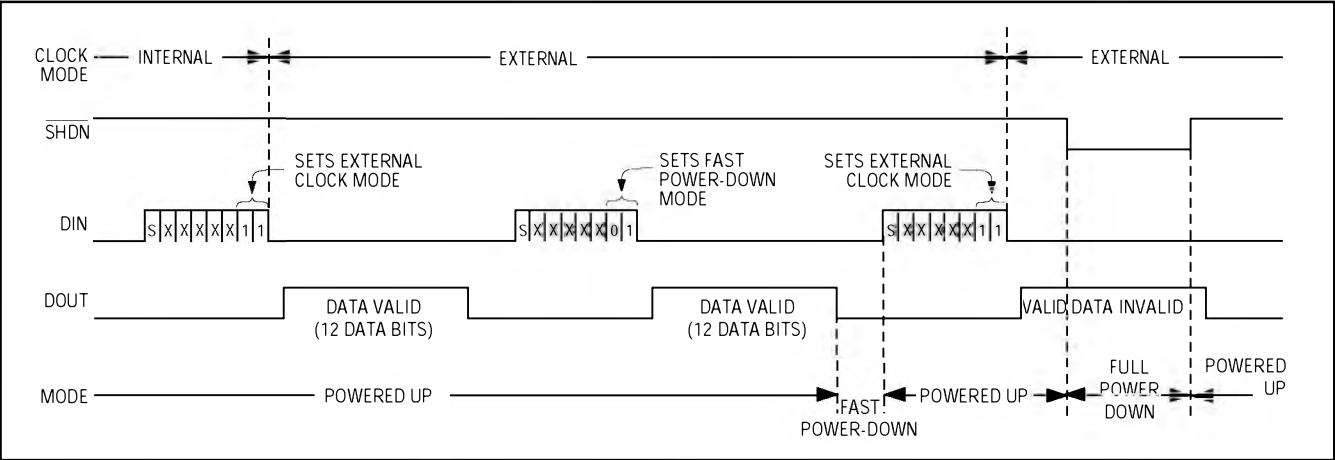 CLOCK MODE
INTERNAL
EXTERNAL
EXTERNAL
SHDN
SETS EXTERNAL
CLOCK MODE
SETS FAST
POWER-DOWN
MODE
SETS EXTERNAL
CLOCK MODE
DIN
S X X X X X 1 1
S X X X X X 0 1
S X X X X X 1 1
DOUT
DATA VALID
(12 DATA BITS)
DATA VALID
(12 DATA BITS)
VALID
DATA INVALID
MODE
POWERED UP
FAST
POWER-DOWN
POWERED UP
FULL
POWER
DOWN
POWERED
UP